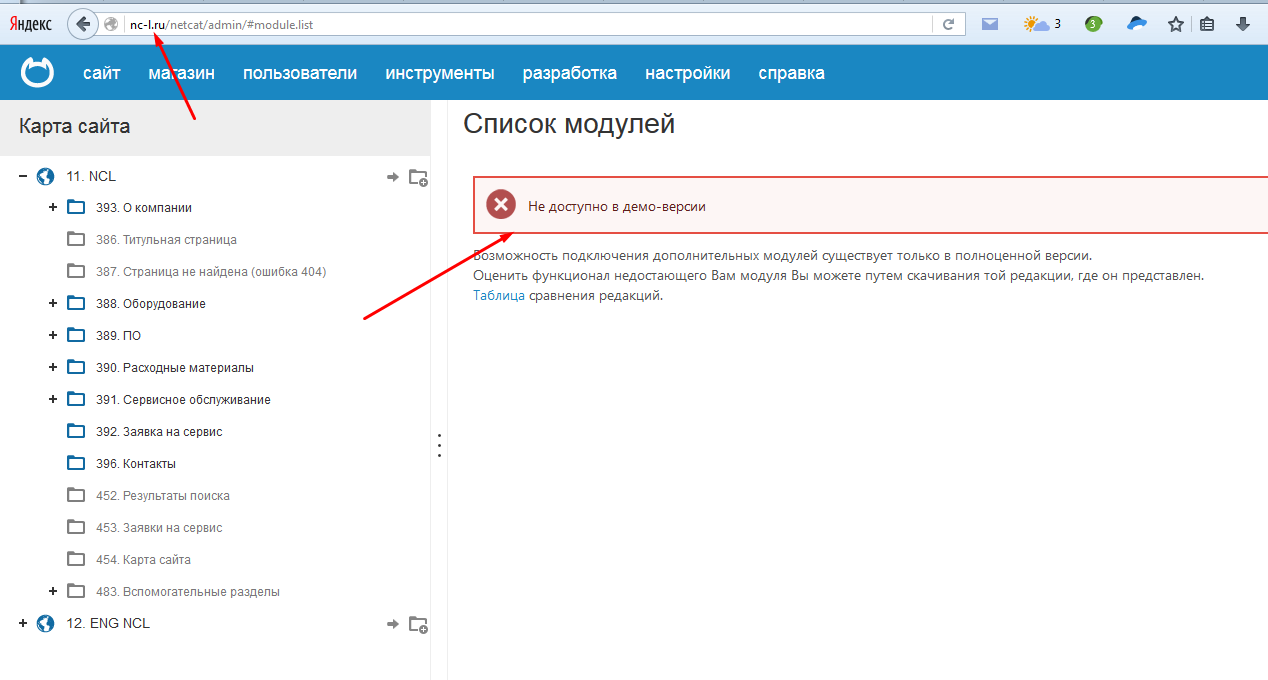 Яндекс nc-l.ru/netcat/admin/#module.list 3 3
сайт магазин пользователи инструменты разработка настройки справка
Карта сайта
11. NCL
393. О компании
386. Титульная страница
387. Страница не найдена (ошибка 404)
388. Оборудование
389. ПО
390. Расходные материалы
391. Сервисное обслуживание
392. Заявка на сервис
396. Контакты
452. Результаты поиска
453. Заявки на сервис
454. Карта сайта
483. Вспомогательные разделы
12. ENG NCL
Список модулей
Не доступно в демо-версии
Возможность подключения дополнительных модулей существует только в полноценной версии.
Оценить функционал недостающего Вам модуля Вы можете путем скачивания той редакции, где он представлен.
Таблица сравнения редакций.